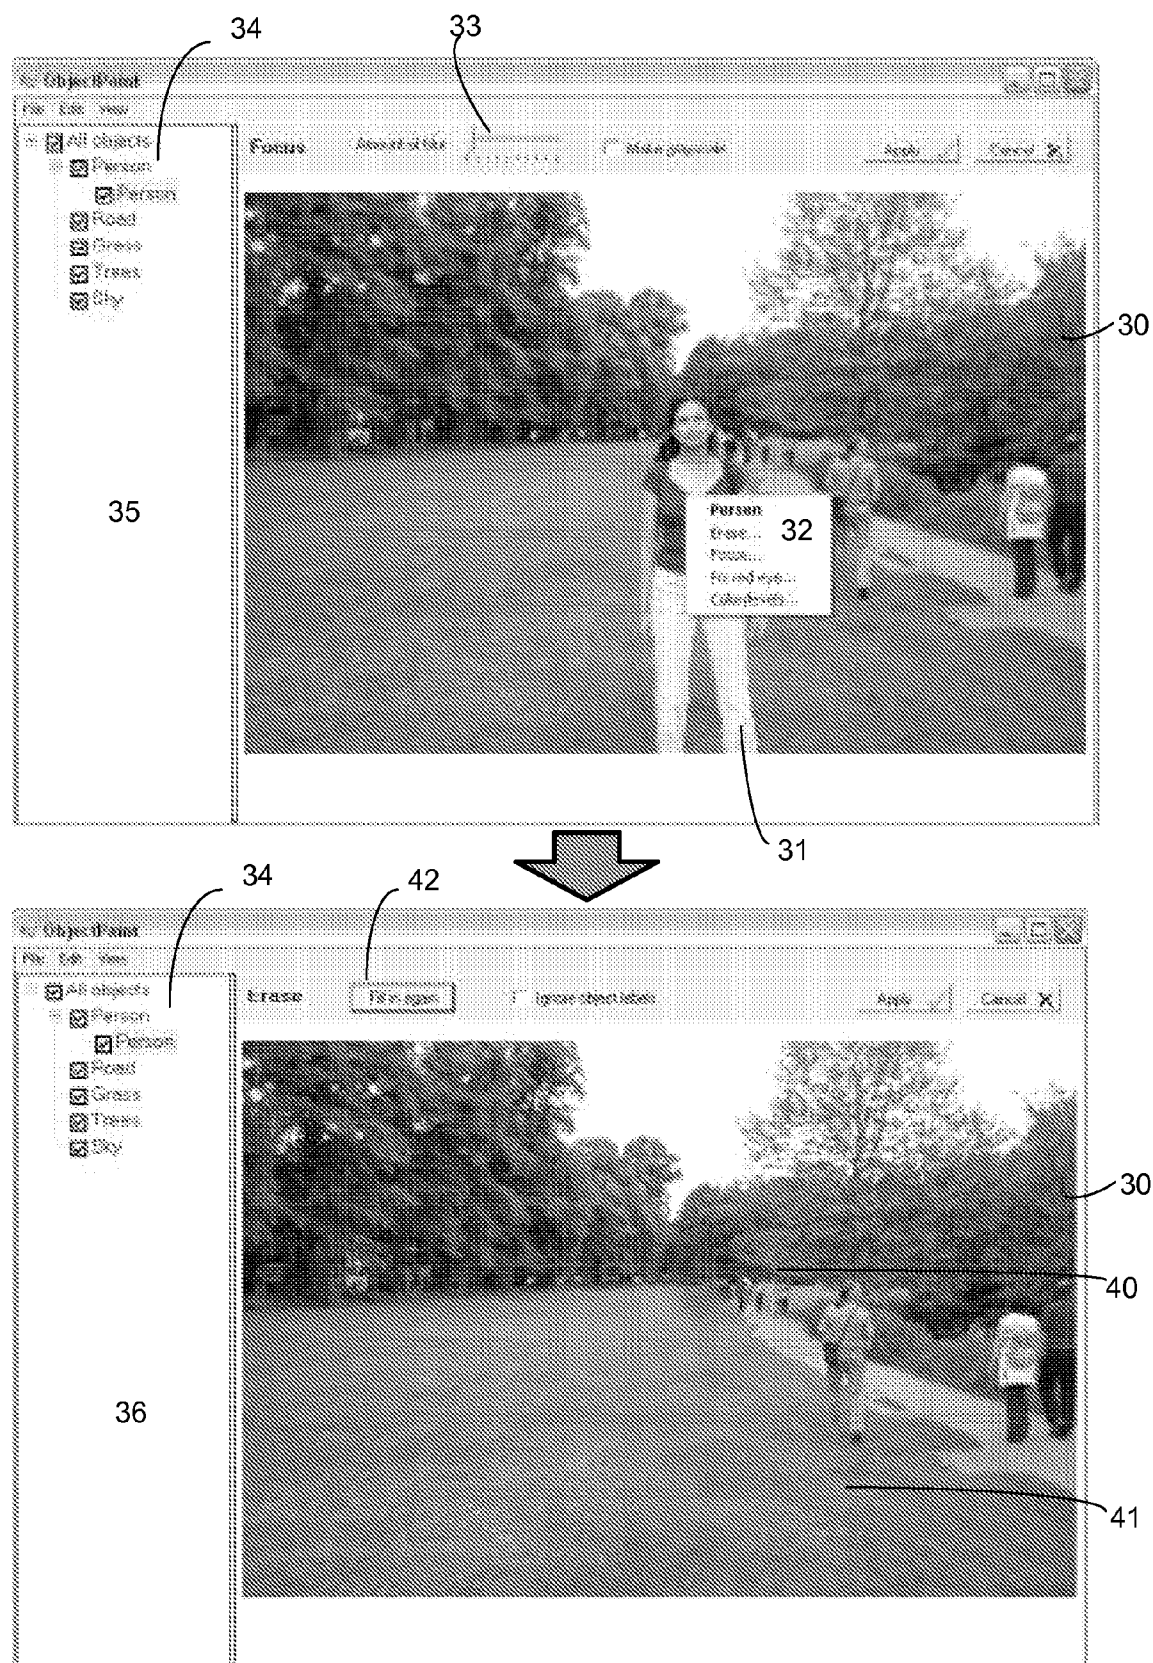 34
33
ObjectPaint
File Edit View
All objects
Person
Person
Road
Grass
Trees
Sky
Focus Amount of blur Make greyscale Apply Cancel
30
35
Person
32
Erase...
Focus...
Fix red eye...
31
34
42
ObjectPaint
File Edit View
All objects
Person
Person
Road
Grass
Trees
Sky
Erase Fill in again Ignore object labels Apply Cancel
30
40
36
41